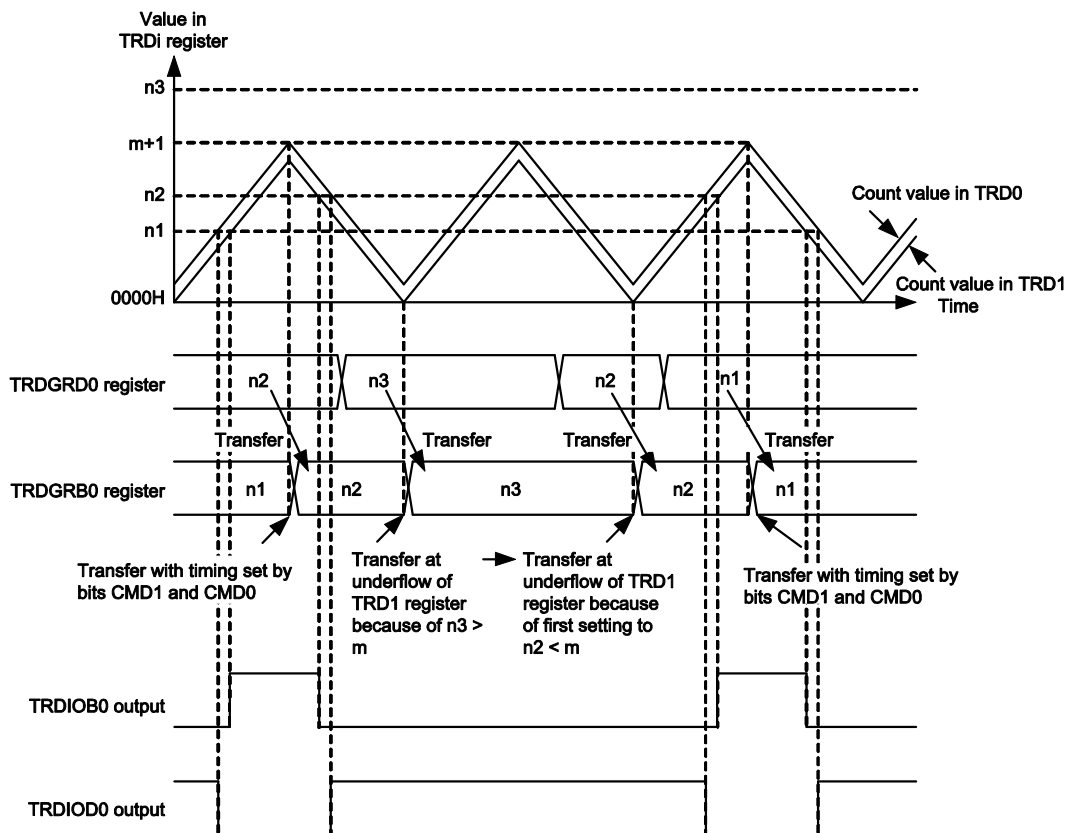 Value in
TRDi register
n3
m+1
n2
n1
0000H
Count value in TRD0
Count value in TRD1
Time
TRDGRD0 register
n2
n3
n2
n1
Transfer
Transfer
Transfer
Transfer
TRDGRB0 register
n1
n2
n3
n2
n1
Transfer with timing set by
bits CMD1 and CMD0
Transfer at
underflow of
TRD1 register
because of n3 >
m
Transfer at
underflow of TRD1
register because
of first setting to
n2 < m
Transfer with timing set by
bits CMD1 and CMD0
TRDIOB0 output
TRDIOD0 output